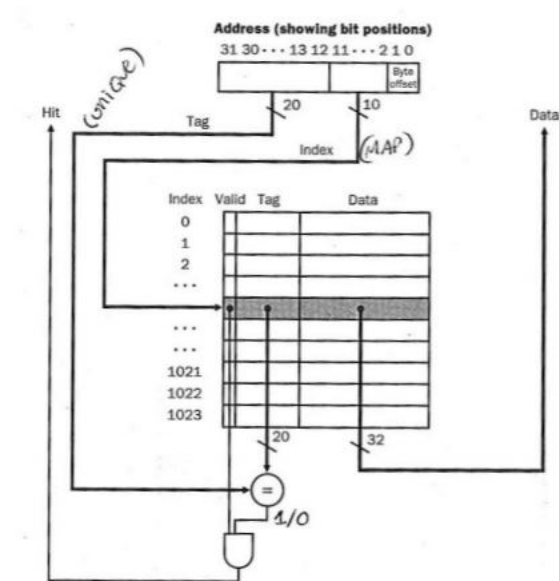 Address (showing bit positions)
31 30 · · · 13 12 11 · · · 2 1 0
Byte
offset
20
10
Hit
(unique)
Tag
Data
Index
(MAP)
Index Valid Tag Data
0
1
2
· · ·
· · ·
· · ·
1021
1022
1023
20
32
=
1/0